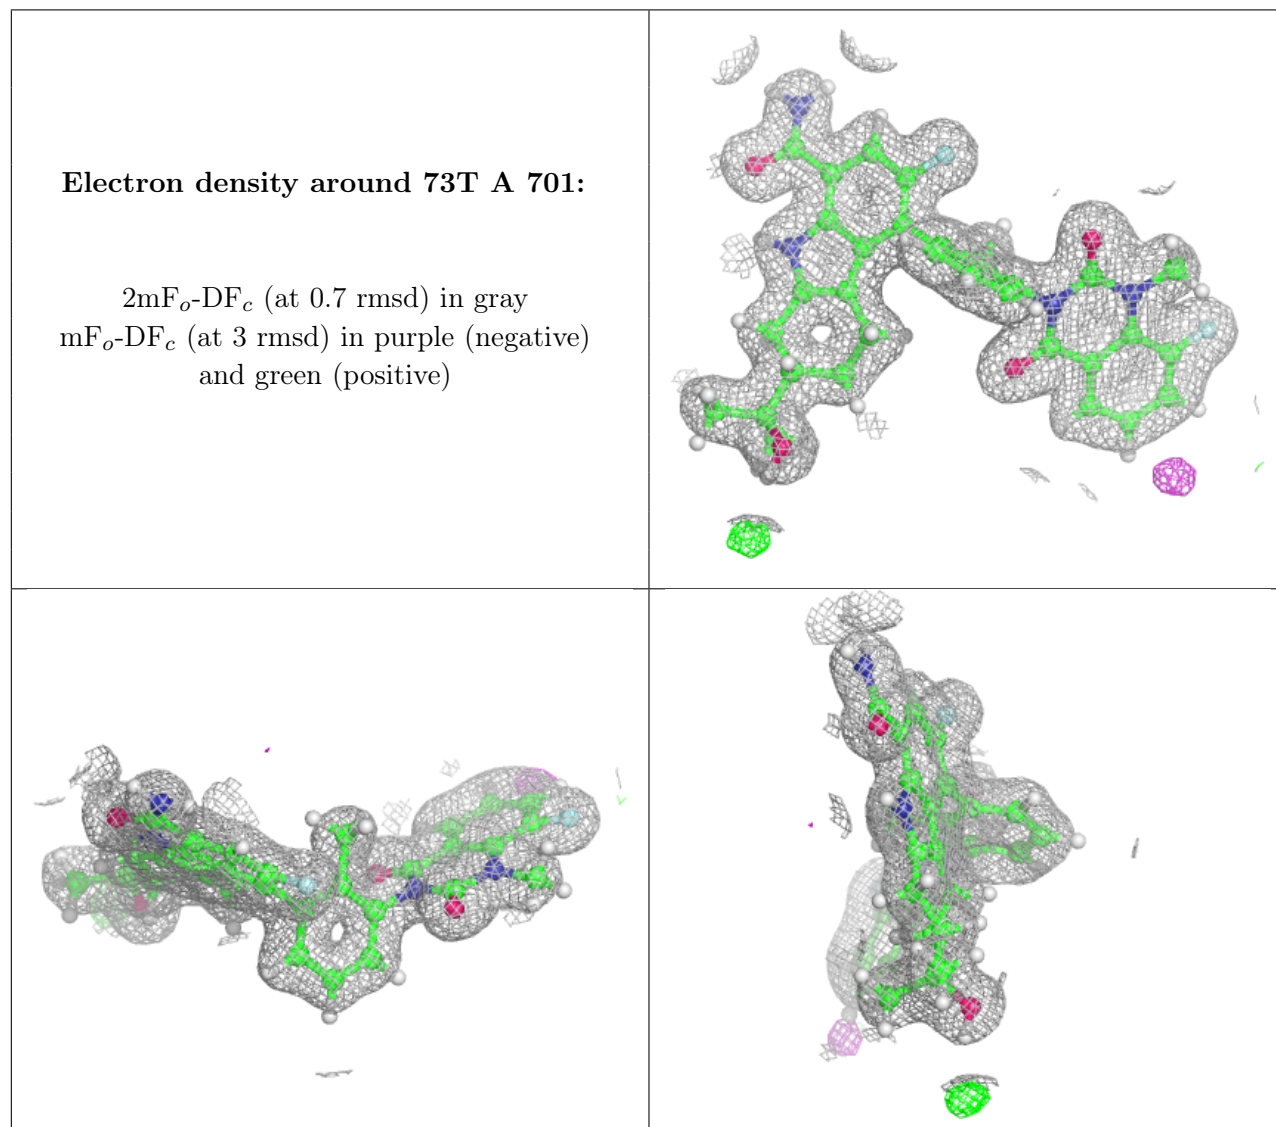 Electron density around 73T A 701:
2mFo-DFc (at 0.7 rmsd) in gray
mFo-DFc (at 3 rmsd) in purple (negative)
and green (positive)